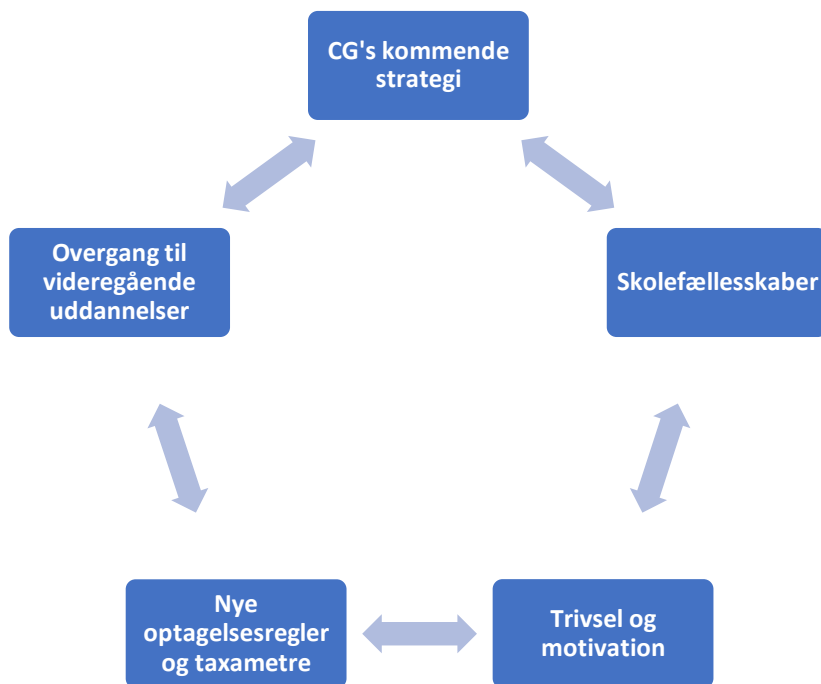 CG's kommende
strategi
Overgang til
videregående
uddannelser
Skolefællesskaber
Nye
optagelsesregler
og taxametre
Trivsel og
motivation